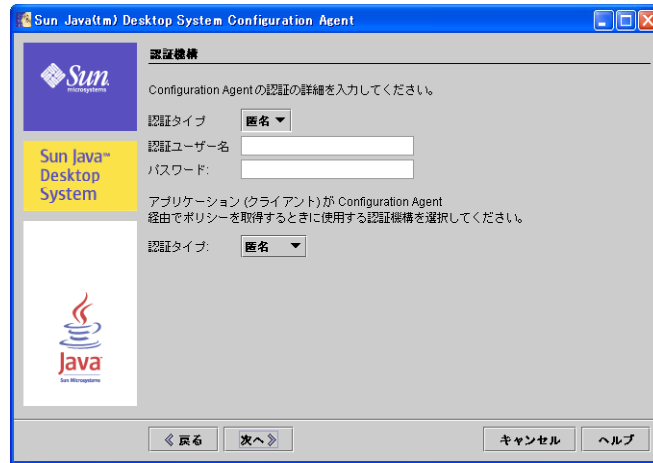 Sun Java(tm) Desktop System Configuration Agent
Sun
microsystems
Sun Java™
Desktop
System
Java
Sun Microsystems
認証機構
Configuration Agentの認証の詳細を入力してください。
認証タイプ 匿名
認証ユーザー名
パスワード:
アプリケーション (クライアント) が Configuration Agent
経由でポリシーを取得するときに使用する認証機構を選択してください。
認証タイプ: 匿名
戻る 次へ キャンセル ヘルプ